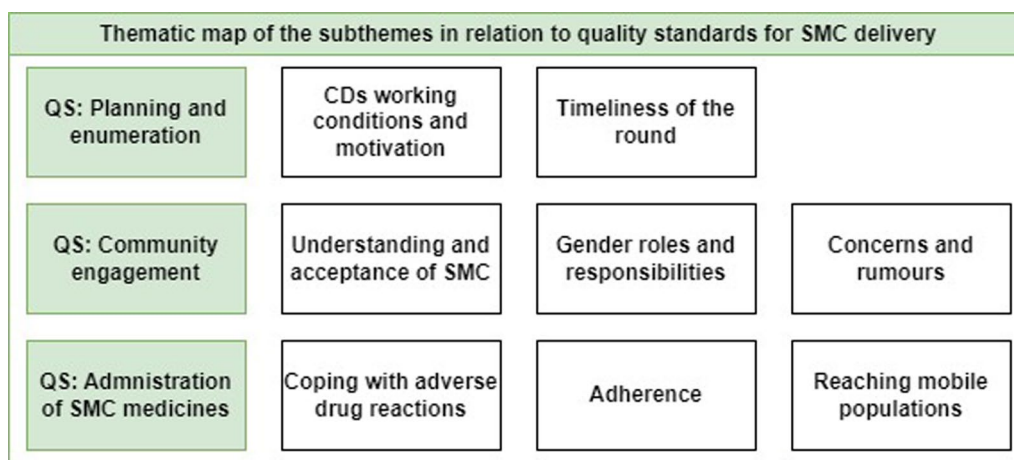 Thematic map of the subthemes in relation to quality standards for SMC delivery
QS: Planning and
enumeration
CDs working
conditions and
motivation
Timeliness of the
round
QS: Community
engagement
Understanding and
acceptance of SMC
Gender roles and
responsibilities
Concerns and
rumours
QS: Admnistration
of SMC medicines
Coping with adverse
drug reactions
Adherence
Reaching mobile
populations